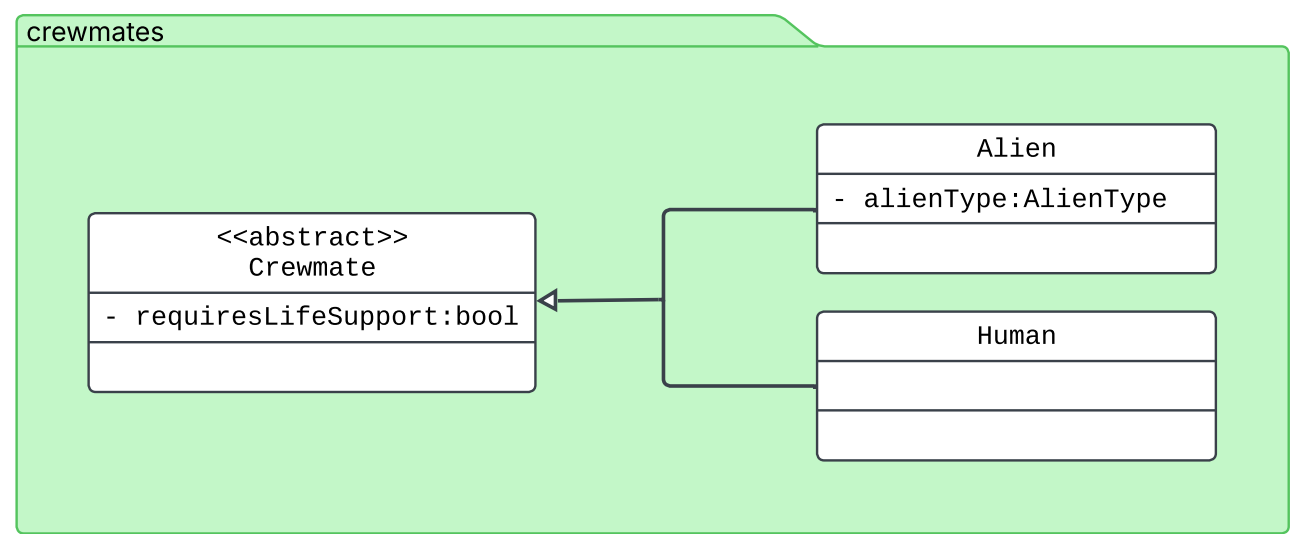 crewmates
<<abstract>>
Crewmate
- requiresLifeSupport:bool
Alien
- alienType:AlienType
Human